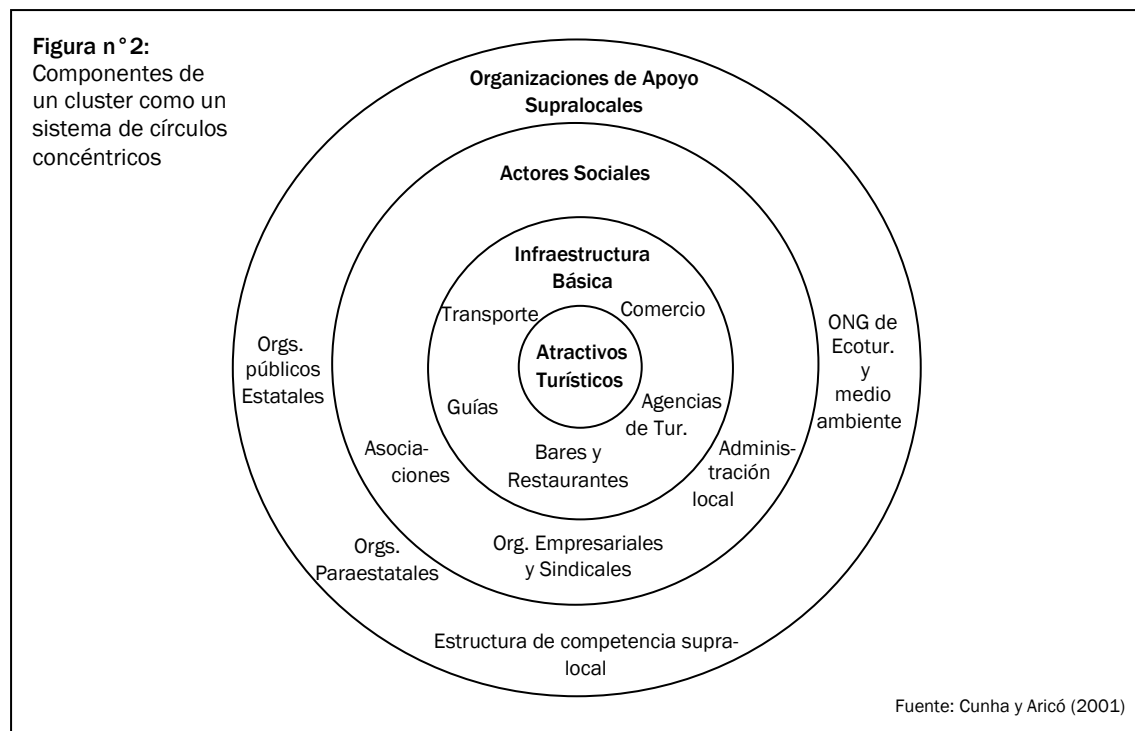 Figura n°2:
Componentes de
un cluster como un
sistema de círculos
concéntricos
Organizaciones de Apoyo
Supralocales
Actores Sociales
Infraestructura
Básica
Transporte
Comercio
Atractivos
Turísticos
Guías
Agencias
de Tur.
Bares y
Restaurantes
Orgs.
públicos
Estatales
ONG de
Ecotur.
y
medio
ambiente
Asocia-
ciones
Adminis-
tración
local
Orgs.
Paraestatales
Org. Empresariales
y Sindicales
Estructura de competencia supra-
local
Fuente: Cunha y Aricó (2001)